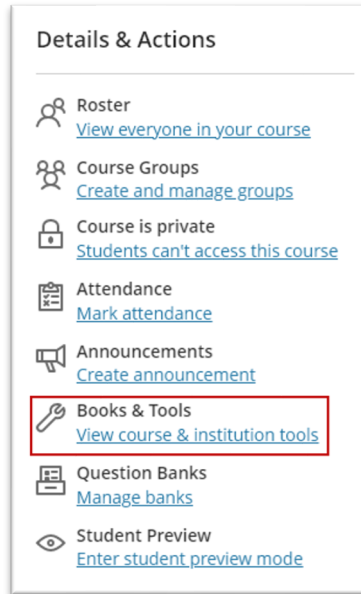 Details & Actions
Roster
View everyone in your course
Course Groups
Create and manage groups
Course is private
Students can't access this course
Attendance
Mark attendance
Announcements
Create announcement
Books & Tools
View course & institution tools
Question Banks
Manage banks
Student Preview
Enter student preview mode